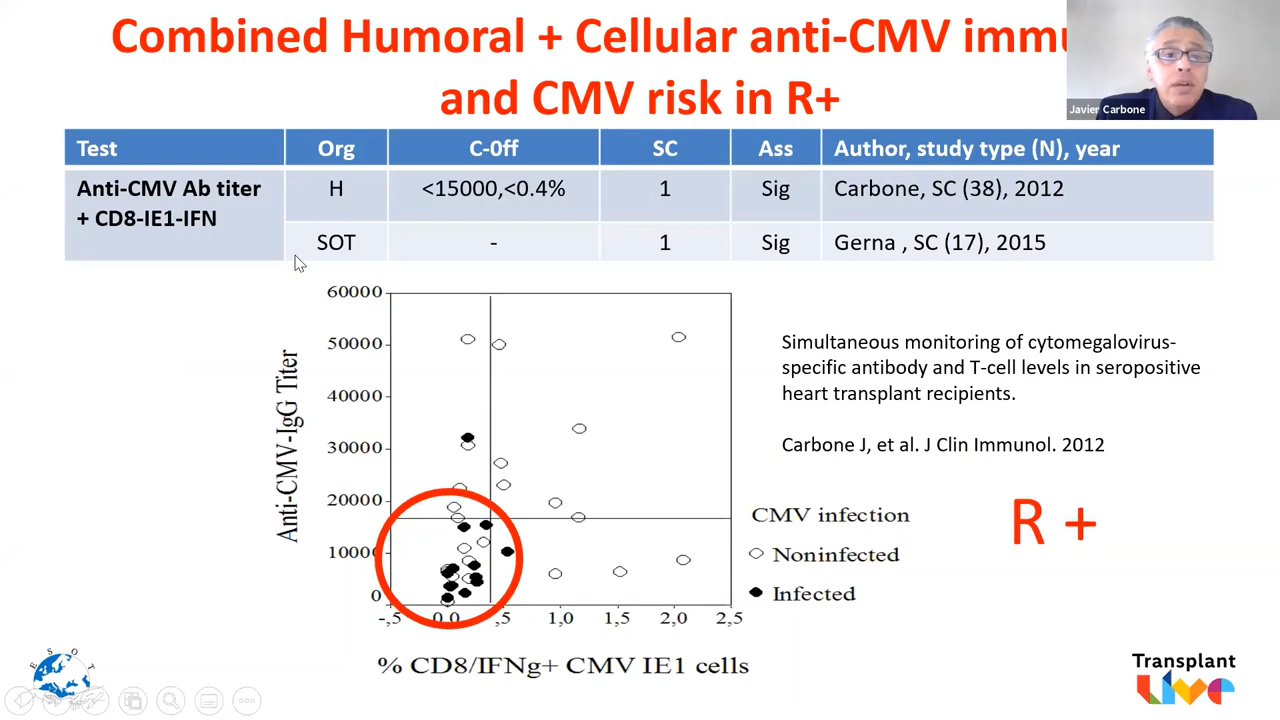 Combined Humoral + Cellular anti-CMV immu
and CMV risk in R+
Javier Carbone
Test Org C-0ff SC Ass Author, study type (N), year
Anti-CMV Ab titer
+ CD8-IE1-IFN
H <15000,<0.4% 1 Sig Carbone, SC (38), 2012
SOT - 1 Sig Gerna , SC (17), 2015
60000
50000
40000
30000
20000
10000
0
Anti-CMV-IgG Titer
-,5 0,0 ,5 1,0 1,5 2,0 2,5
% CD8/IFNg+ CMV IE1 cells
CMV infection
Noninfected
Infected
Simultaneous monitoring of cytomegalovirus-
specific antibody and T-cell levels in seropositive
heart transplant recipients.
Carbone J, et al. J Clin Immunol. 2012
R +
E S O T
Transplant
Live